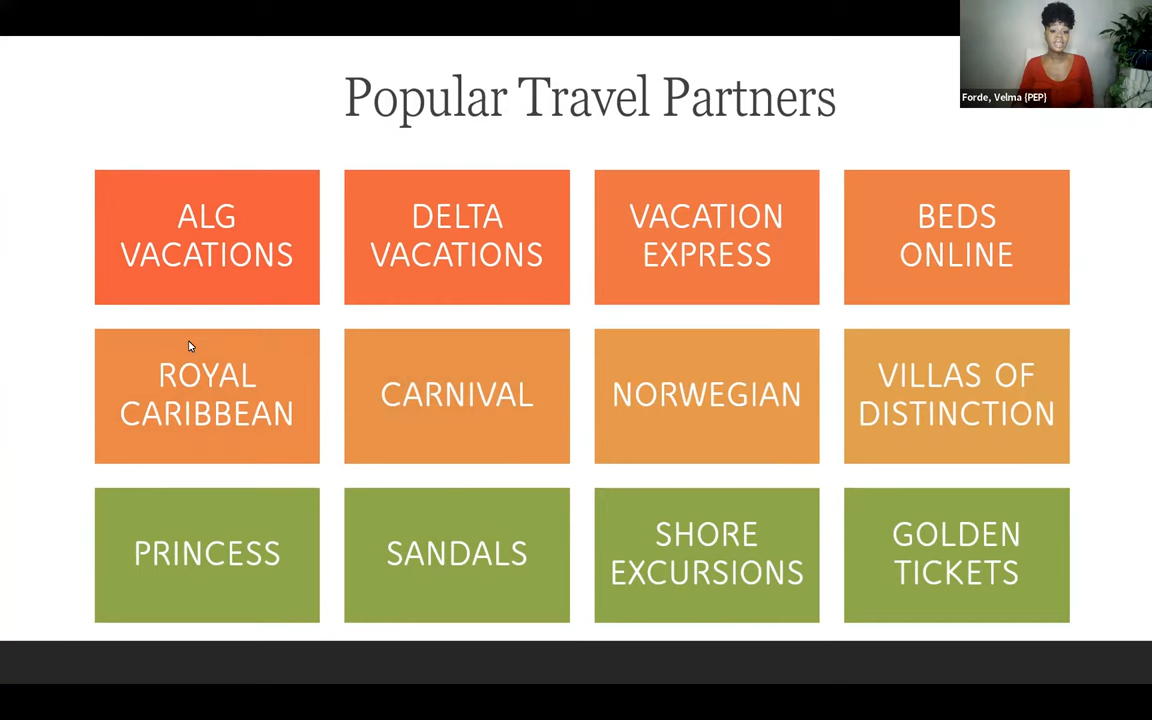 Popular Travel Partners
Forde, Velma (PEP)
ALG
VACATIONS
DELTA
VACATIONS
VACATION
EXPRESS
BEDS
ONLINE
ROYAL
CARIBBEAN
CARNIVAL
NORWEGIAN
VILLAS OF
DISTINCTION
PRINCESS
SANDALS
SHORE
EXCURSIONS
GOLDEN
TICKETS